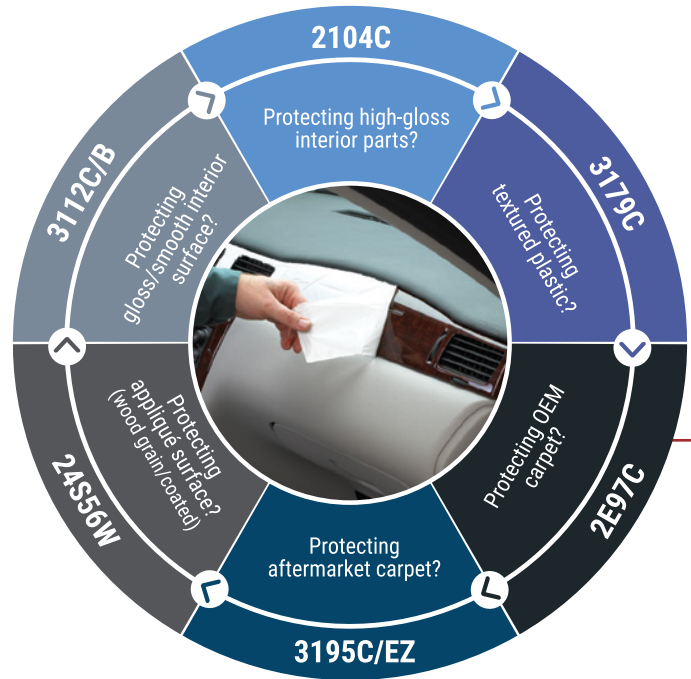 2104C
Protecting high-gloss
interior parts?
3179C
Protecting
textured plastic?
2E97C
Protecting OEM
carpet?
3195C/EZ
Protecting
aftermarket carpet?
24S56W
Protecting
appliqué surface?
(wood grain/coated)
3112C/B
Protecting
gloss/smooth interior
surface?